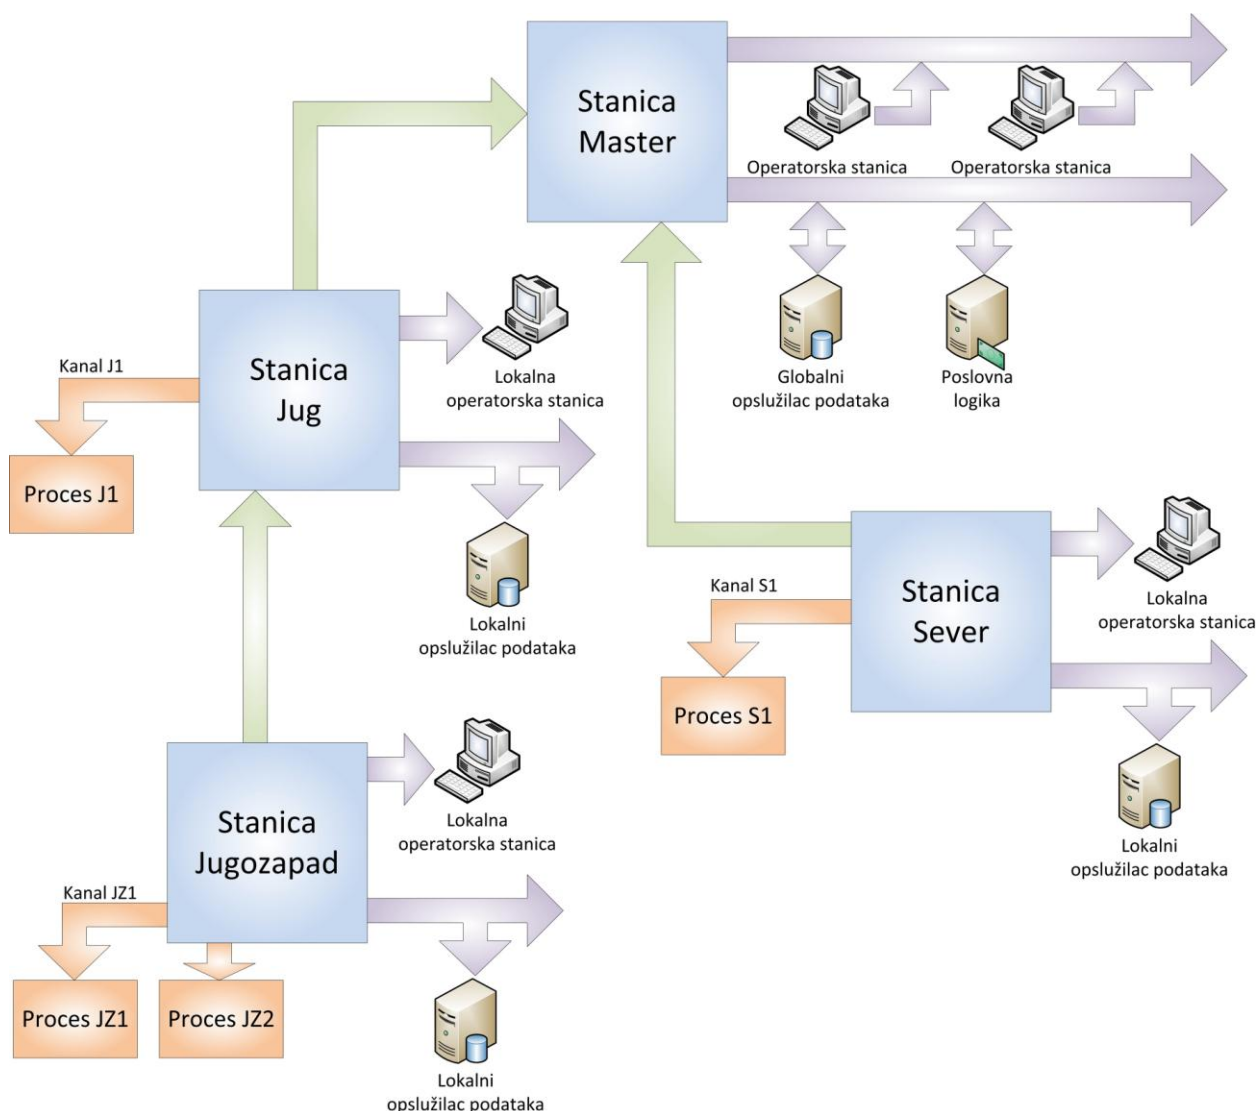 Stanica
Master
Operatorska stanica
Operatorska stanica
Globalni
opslužilac podataka
Poslovna
logika
Stanica
Jug
Lokalna
operatorska stanica
Kanal J1
Proces J1
Lokalni
opslužilac podataka
Stanica
Sever
Lokalna
operatorska stanica
Kanal S1
Proces S1
Lokalni
opslužilac podataka
Stanica
Jugozapad
Lokalna
operatorska stanica
Kanal JZ1
Proces JZ1
Proces JZ2
Lokalni
opslužilac podataka